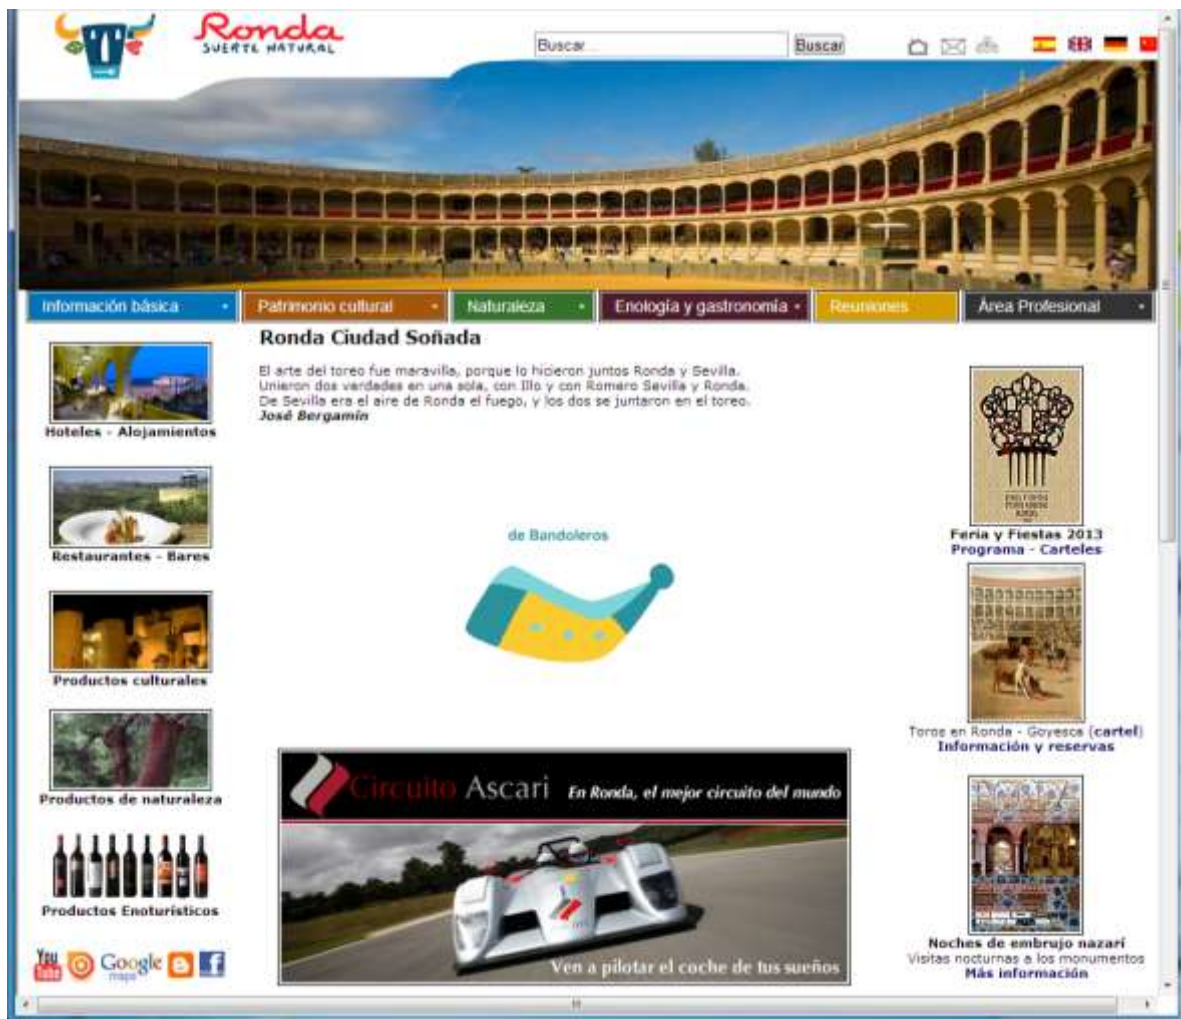 Ronda
SUERTE NATURAL
Buscar...
Buscar
Información básica
Patrimonio cultural
Naturaleza
Enología y gastronomía
Reuniones
Área Profesional
Ronda Ciudad Soñada
El arte del toreo fue maravilla, porque lo hicieron juntos Ronda y Sevilla.
Unieron dos verdades en una sola, con Illo y con Romero Sevilla y Ronda.
De Sevilla era el aire de Ronda el fuego, y los dos se juntaron en el toreo.
José Bergamín
Hoteles - Alojamientos
Restaurantes - Bares
Productos culturales
Productos de naturaleza
Productos Enoturísticos
You
Tube
Google
maps
de Bandoleros
Circuito Ascari
En Ronda, el mejor circuito del mundo
Ven a pilotar el coche de tus sueños
Feria y Fiestas 2013
Programa - Carteles
Toros en Ronda - Goyesca (cartel)
Información y reservas
Noches de embrujo nazarí
Visitas nocturnas a los monumentos
Más información